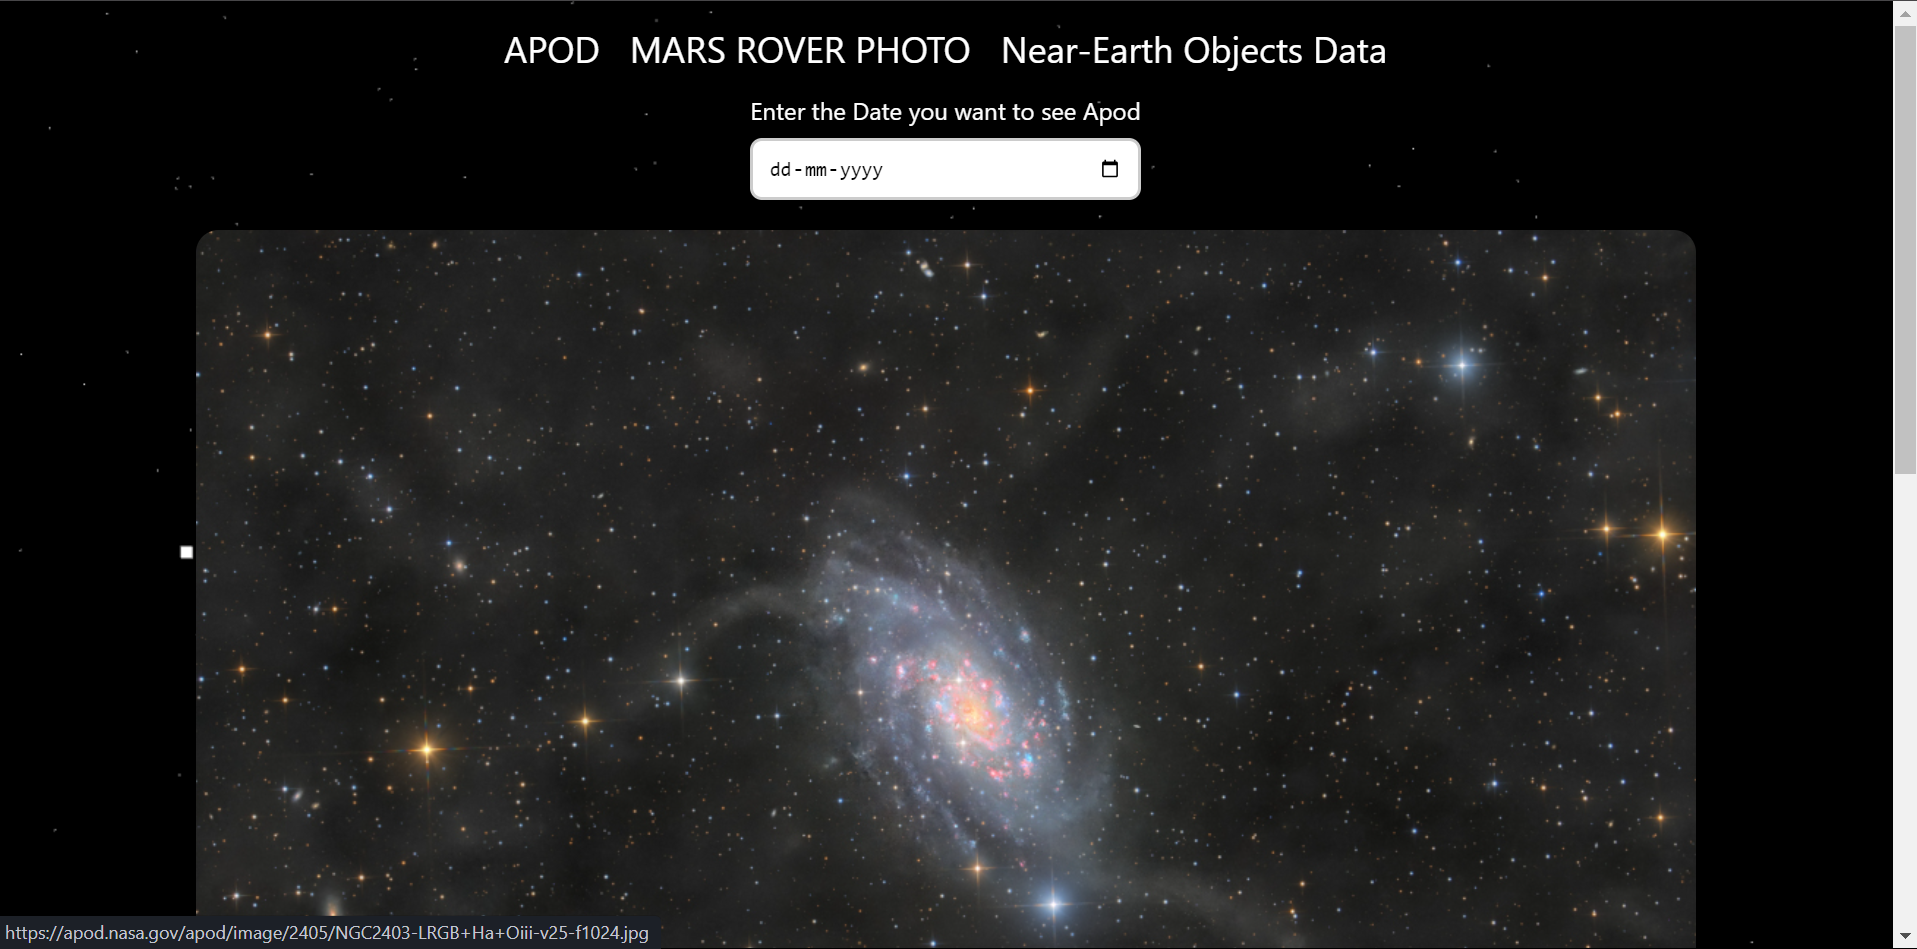 APOD MARS ROVER PHOTO Near-Earth Objects Data
Enter the Date you want to see Apod
dd-mm-yyyy
https://apod.nasa.gov/apod/image/2405/NGC2403-LRGB+Ha+Oiii-v25-f1024.jpg